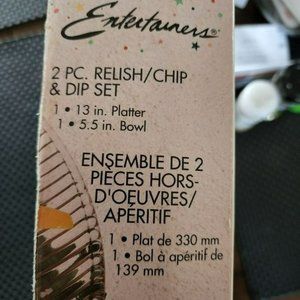 Entertainers®
2 PC. RELISH/CHIP
& DIP SET
1 • 13 in. Platter
1 • 5.5 in. Bowl
ENSEMBLE DE 2
PIÈCES HORS-
D'OEUVRES/
APÉRITIF
1 • Plat de 330 mm
1 • Bol à apéritif de
139 mm